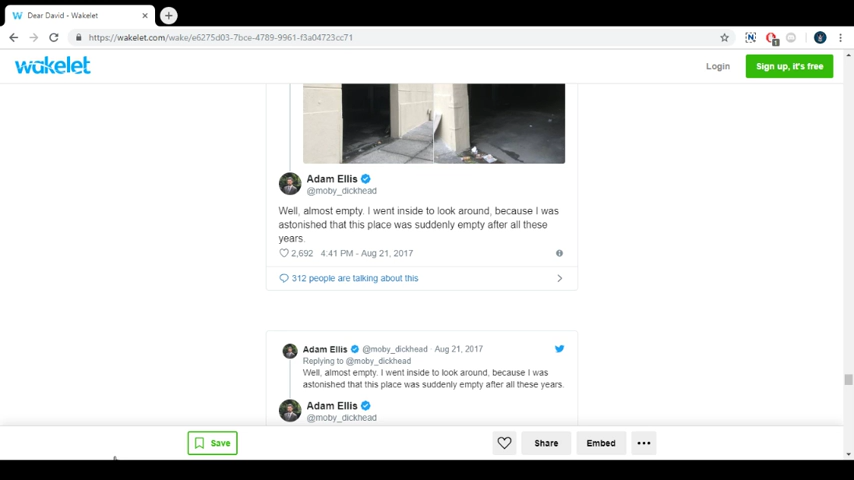 Dear David - Wakelet
https://wakelet.com/wake/e6275d03-7bce-4789-9961-f3a04723cc71
wakelet
Login
Sign up, it's free
Adam Ellis
@moby_dickhead
Well, almost empty. I went inside to look around, because I was
astonished that this place was suddenly empty after all these
years.
2,692 4:41 PM - Aug 21, 2017
312 people are talking about this
Adam Ellis @moby_dickhead · Aug 21, 2017
Replying to @moby_dickhead
Well, almost empty. I went inside to look around, because I was
astonished that this place was suddenly empty after all these years.
Adam Ellis
@moby_dickhead
Save
Share
Embed